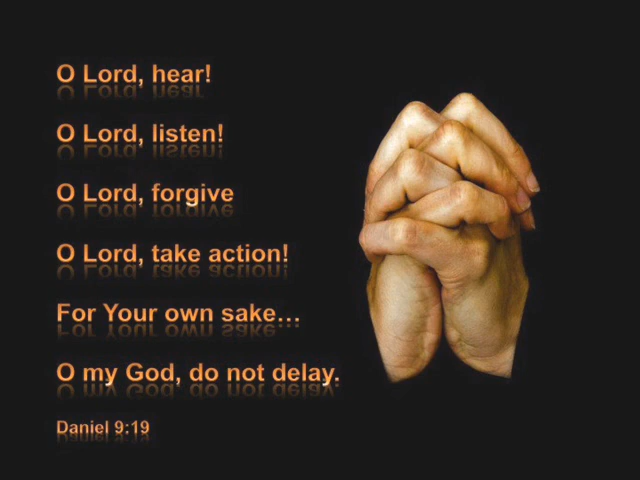 O Lord, hear!
O Lord, listen!
O Lord, forgive
O Lord, take action!
For Your own sake…
O my God, do not delay.
Daniel 9:19